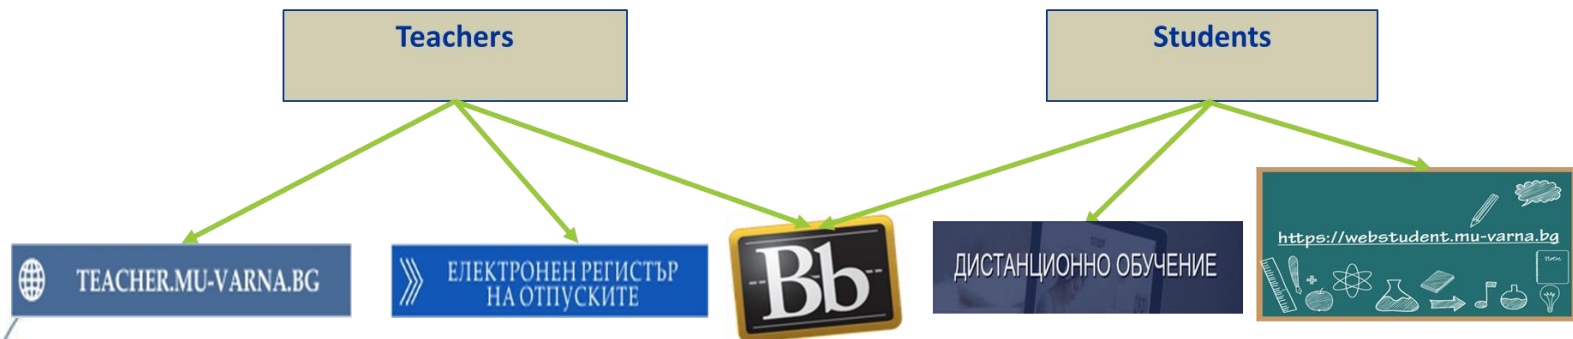 Teachers
Students
TEACHER.MU-VARNA.BG
ЕЛЕКТРОНЕН РЕГИСТЪР
НА ОТПУСКИТЕ
Bb
ДИСТАНЦИОННО ОБУЧЕНИЕ
https://webstudent.mu-varna.bg